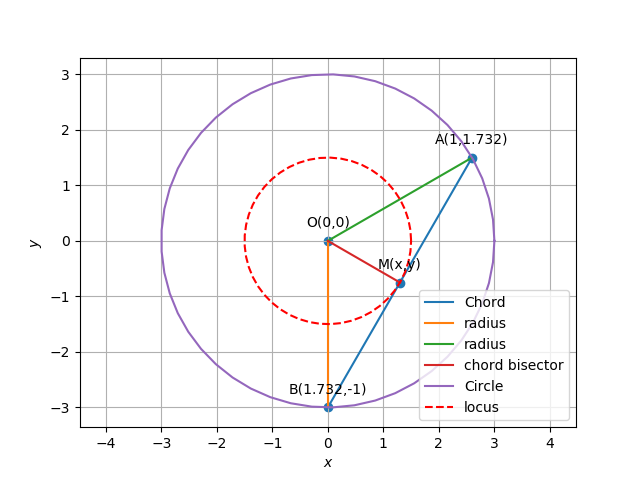 A(1,1.732)
O(0,0)
M(x,y)
B(1.732,-1)
3
2
1
0
−1
−2
−3
y
−4
−3
−2
−1
0
1
2
3
4
x
Chord
radius
radius
chord bisector
Circle
locus